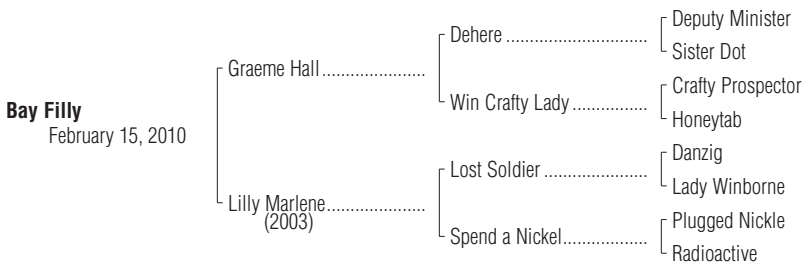 Deputy Minister
Dehere ..............................
Sister Dot
Graeme Hall......................
Crafty Prospector
Win Crafty Lady ................
Honeytab
Bay Filly
February 15, 2010
Danzig
Lost Soldier ......................
Lady Winborne
Lilly Marlene.....................
(2003)
Plugged Nickle
Spend a Nickel..................
Radioactive